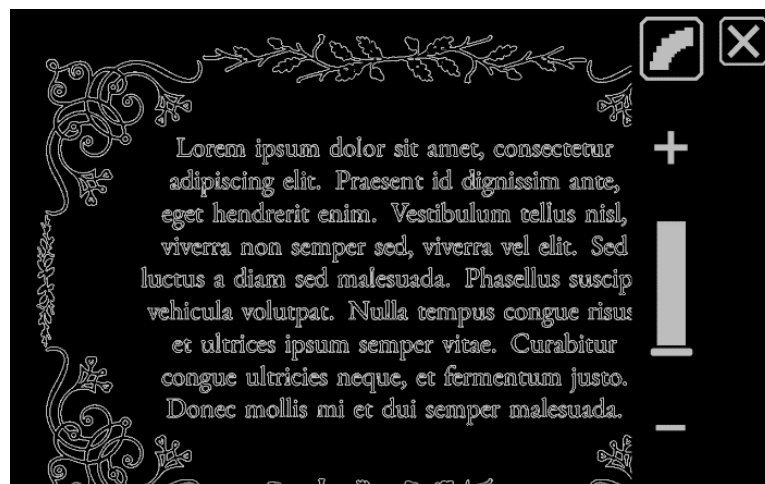 Lorem ipsum dolor sit amet, consectetur
adipiscing elit. Praesent id dignissim ante,
eget hendrerit enim. Vestibulum tellus nisl,
viverra non semper sed, viverra vel elit. Sed
luctus a diam sed malesuada. Phasellus suscip
vehicula volutpat. Nulla tempus congue risus
et ultrices ipsum semper vitae. Curabitur
congue ultricies neque, et fermentum justo.
Donec mollis mi et dui semper malesuada.